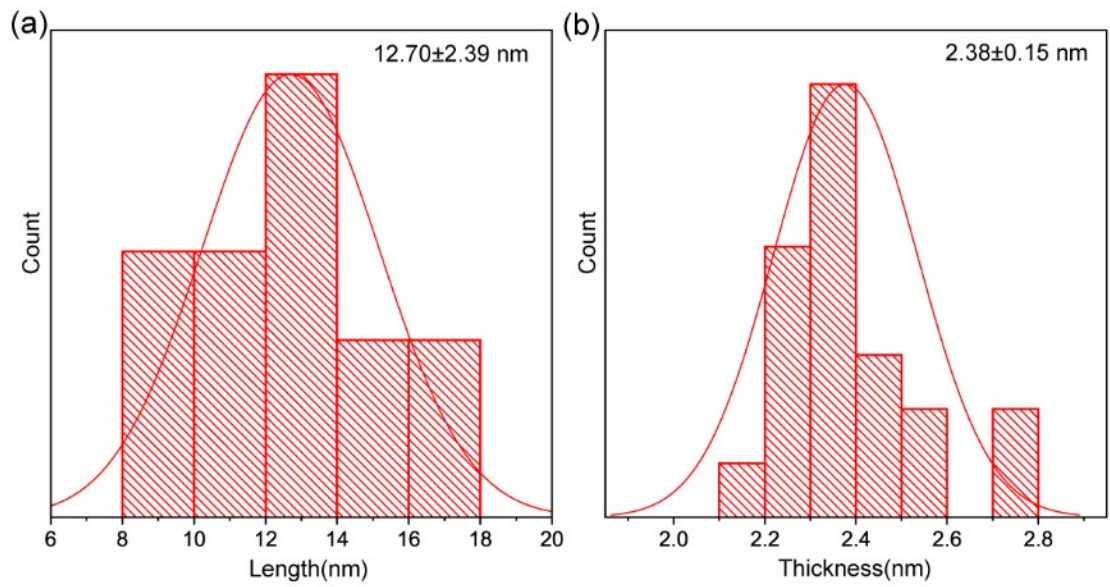 (a)
12.70±2.39 nm
Count
6 8 10 12 14 16 18 20
Length(nm)
(b)
2.38±0.15 nm
Count
2.0 2.2 2.4 2.6 2.8
Thickness(nm)